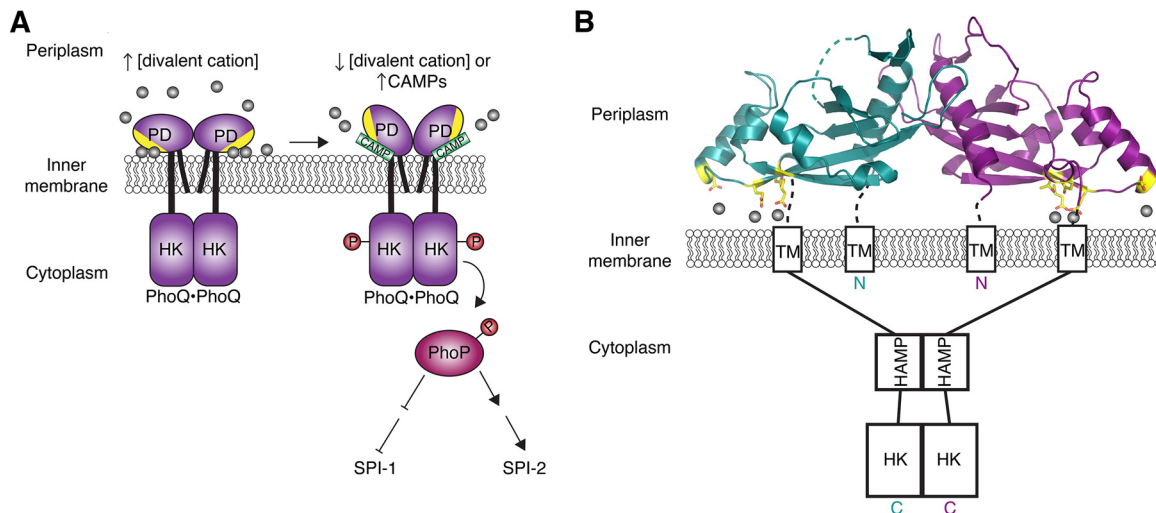 A
Periplasm
↑ [divalent cation]
↓ [divalent cation] or
↑CAMPs
PD
PD
PD
PD
CAMP
CAMP
Inner
membrane
HK
HK
P
HK
HK
P
Cytoplasm
PhoQ•PhoQ
PhoQ•PhoQ
P
PhoP
SPI-1
SPI-2
B
Periplasm
Inner
membrane
TM
TM
TM
TM
N
N
Cytoplasm
HAMP
HAMP
HK
HK
C
C